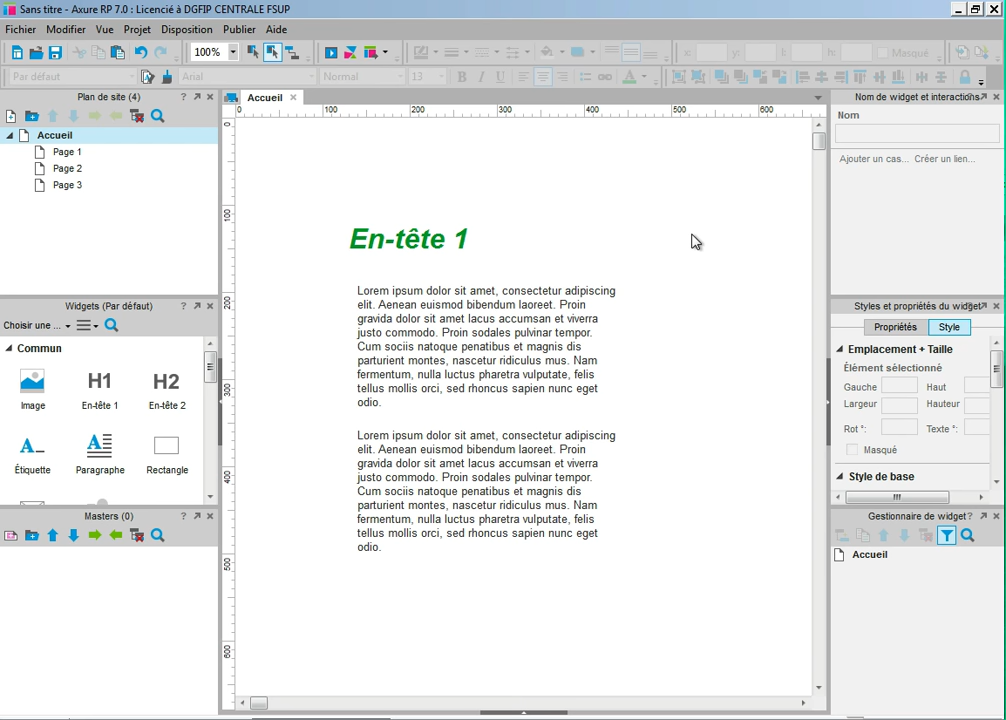 Sans titre - Axure RP 7.0 : Licencié à DGFIP CENTRALE FSUP
Fichier Modifier Vue Projet Disposition Publier Aide
100% x: y: l: h: Masqué
Par défaut Arial Normal 13 B I U A
Plan de site (4) ?
Accueil
Page 1
Page 2
Page 3
Widgets (Par défaut) ?
Choisir une ...
Commun
H1 H2
Image En-tête 1 En-tête 2
A_ A
Étiquette Paragraphe Rectangle
Masters (0) ?
Accueil
0 100 200 300 400 500 600
0
100
200
300
400
500
600
En-tête 1
Lorem ipsum dolor sit amet, consectetur adipiscing
elit. Aenean euismod bibendum laoreet. Proin
gravida dolor sit amet lacus accumsan et viverra
justo commodo. Proin sodales pulvinar tempor.
Cum sociis natoque penatibus et magnis dis
parturient montes, nascetur ridiculus mus. Nam
fermentum, nulla luctus pharetra vulputate, felis
tellus mollis orci, sed rhoncus sapien nunc eget
odio.
Lorem ipsum dolor sit amet, consectetur adipiscing
elit. Aenean euismod bibendum laoreet. Proin
gravida dolor sit amet lacus accumsan et viverra
justo commodo. Proin sodales pulvinar tempor.
Cum sociis natoque penatibus et magnis dis
parturient montes, nascetur ridiculus mus. Nam
fermentum, nulla luctus pharetra vulputate, felis
tellus mollis orci, sed rhoncus sapien nunc eget
odio.
Nom de widget et interactions
Nom
Ajouter un cas... Créer un lien...
Styles et propriétés du widget
Propriétés Style
Emplacement + Taille
Élément sélectionné
Gauche Haut
Largeur Hauteur
Rot °: Texte °:
Masqué
Style de base
Gestionnaire de widget ?
Accueil